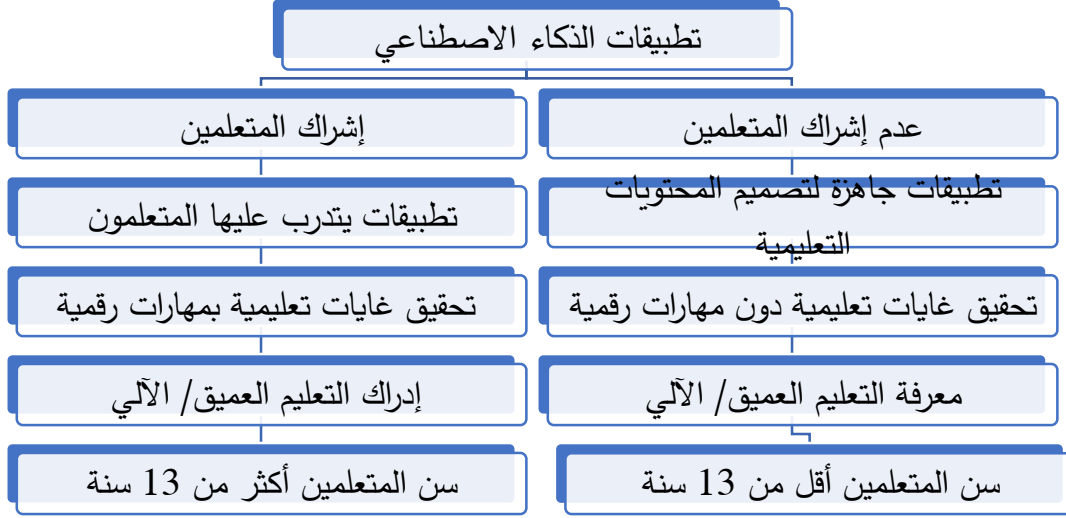 تطبيقات الذكاء الاصطناعي
عدم إشراك المتعلمين
إشراك المتعلمين
تطبيقات جاهزة لتصميم المحتويات
التعليمية
تطبيقات يتدرب عليها المتعلمون
تحقيق غايات تعليمية دون مهارات رقمية
تحقيق غايات تعليمية بمهارات رقمية
معرفة التعليم العميق/ الآلي
إدراك التعليم العميق/ الآلي
سن المتعلمين أقل من 13 سنة
سن المتعلمين أكثر من 13 سنة